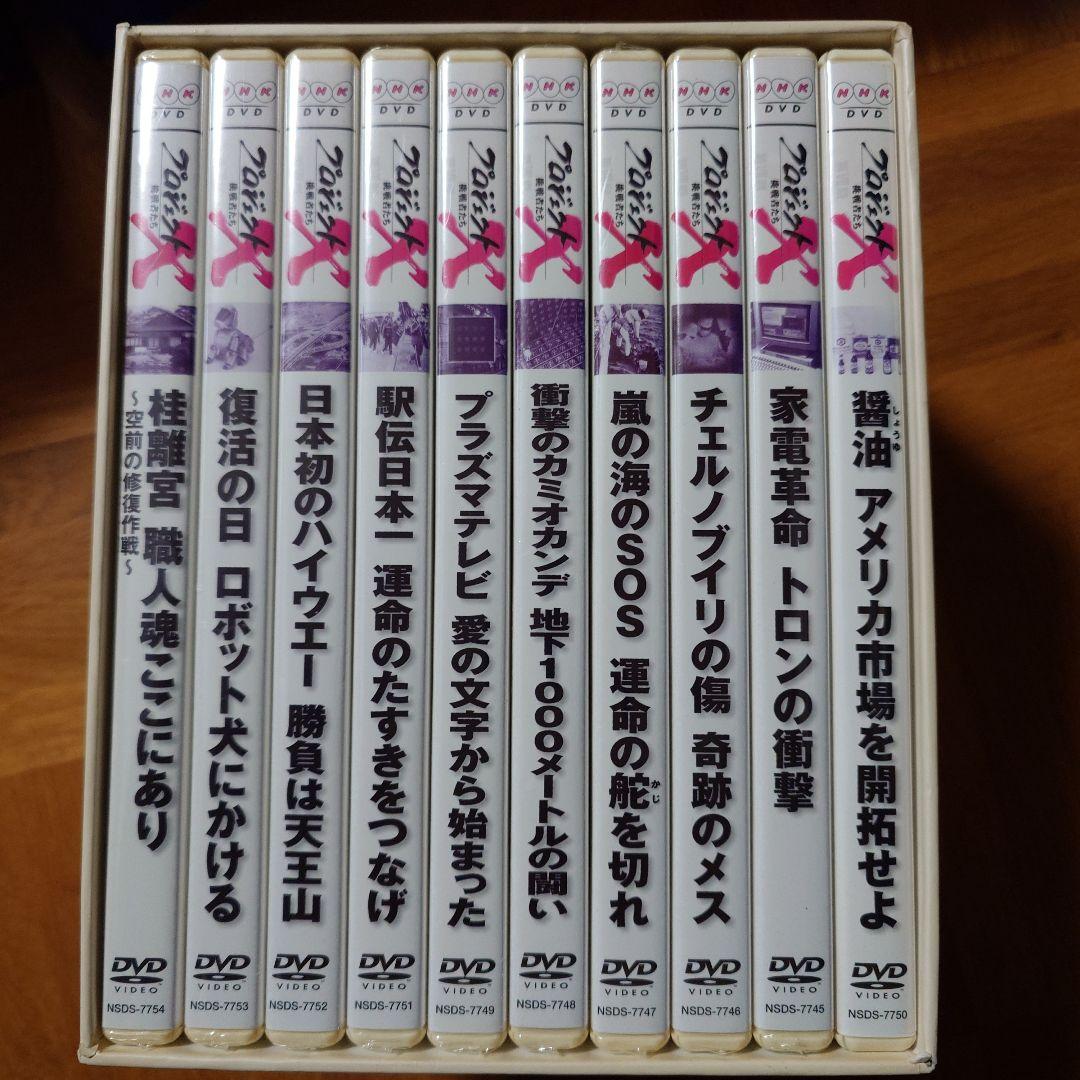 NHK
DVD
プロジェクトX
挑戦者たち
桂離宮 職人魂ここにあり
～空前の修復作戦～
DVD
VIDEO
NSDS-7754
NHK
DVD
プロジェクトX
挑戦者たち
復活の日 ロボット犬にかける
DVD
VIDEO
NSDS-7753
NHK
DVD
プロジェクトX
挑戦者たち
日本初のハイウエー 勝負は天王山
DVD
VIDEO
NSDS-7752
NHK
DVD
プロジェクトX
挑戦者たち
駅伝日本一 運命のたすきをつなげ
DVD
VIDEO
NSDS-7751
NHK
DVD
プロジェクトX
挑戦者たち
プラズマテレビ 愛の文字から始まった
DVD
VIDEO
NSDS-7749
NHK
DVD
プロジェクトX
挑戦者たち
衝撃のカミオカンデ 地下1000メートルの闘い
DVD
VIDEO
NSDS-7748
NHK
DVD
プロジェクトX
挑戦者たち
嵐の海のSOS 運命の舵を切れ
かじ
DVD
VIDEO
NSDS-7747
NHK
DVD
プロジェクトX
挑戦者たち
チェルノブイリの傷 奇跡のメス
DVD
VIDEO
NSDS-7746
NHK
DVD
プロジェクトX
挑戦者たち
家電革命 トロンの衝撃
DVD
VIDEO
NSDS-7745
NHK
DVD
プロジェクトX
挑戦者たち
醤油 アメリカ市場を開拓せよ
しょうゆ
DVD
VIDEO
NSDS-7750